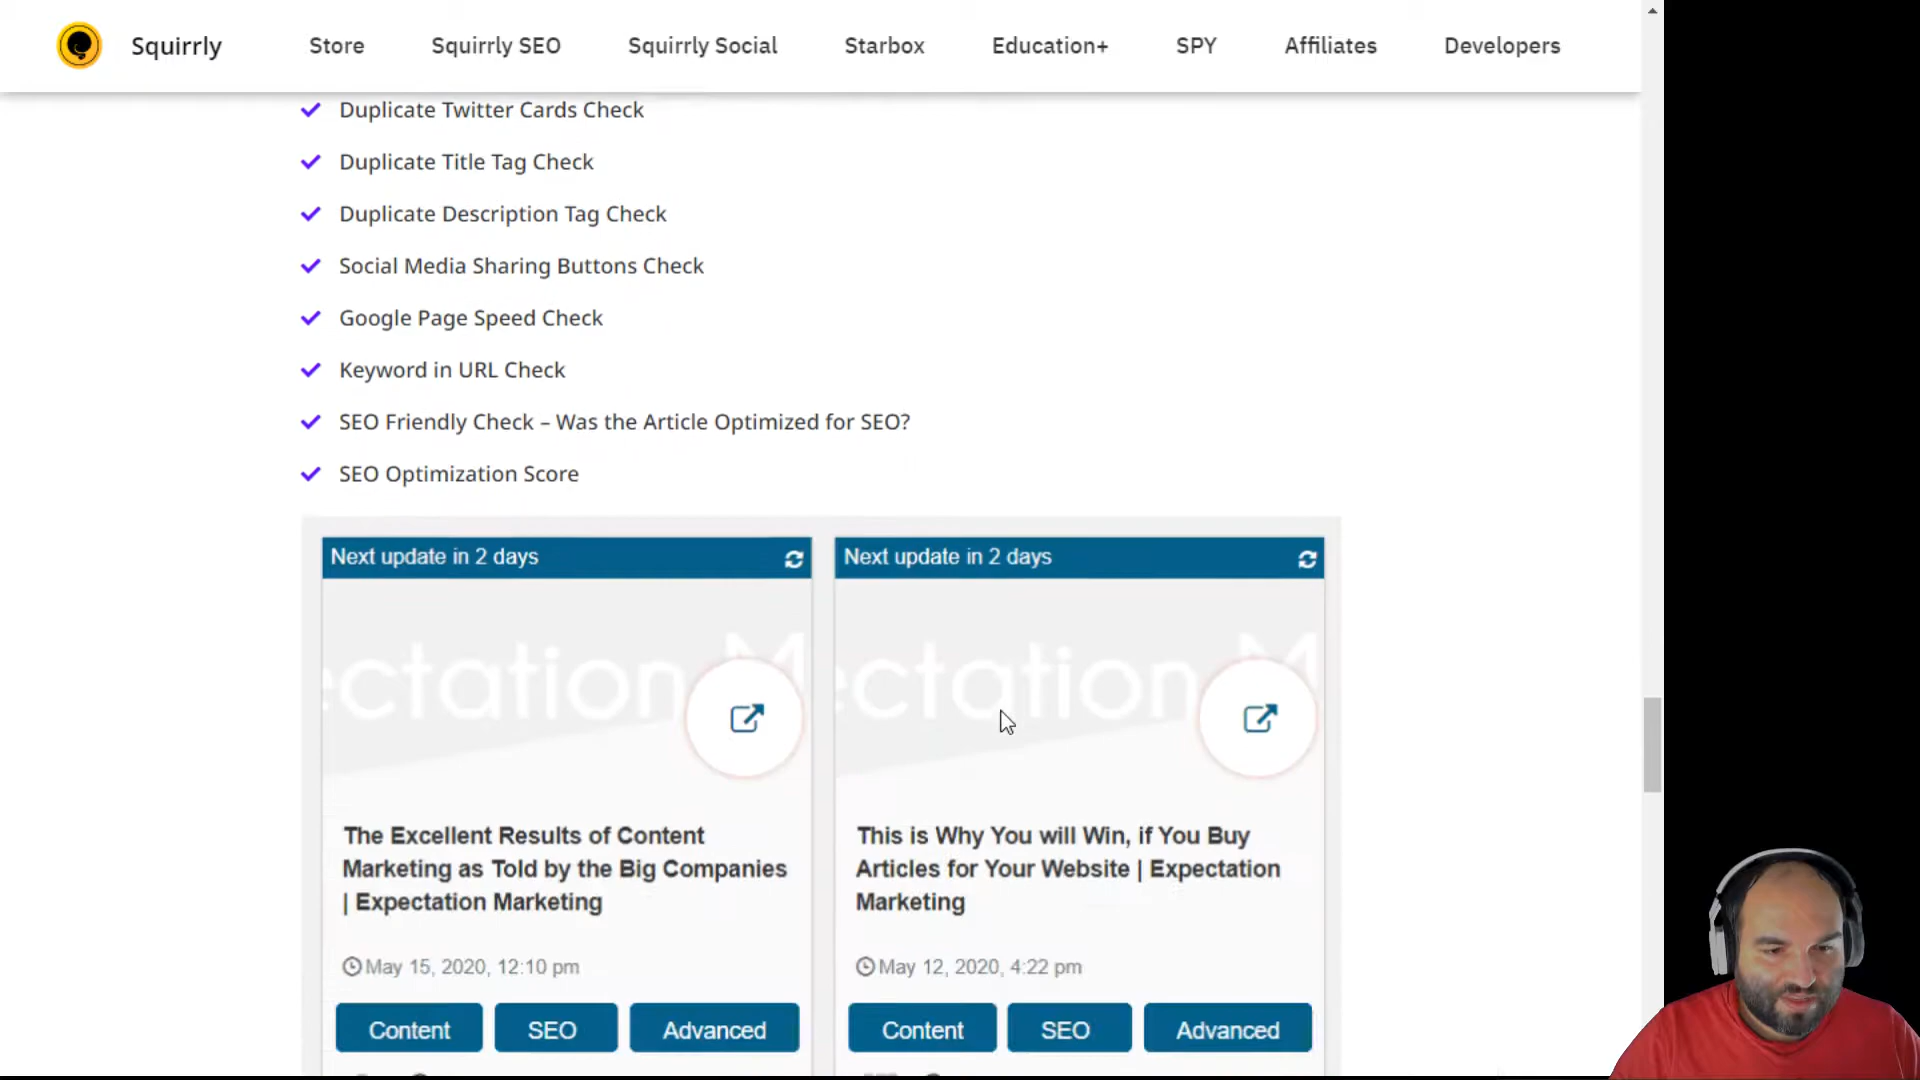 Squirrly Store Squirrly SEO Squirrly Social Starbox Education+ SPY Affiliates Developers
Duplicate Twitter Cards Check
Duplicate Title Tag Check
Duplicate Description Tag Check
Social Media Sharing Buttons Check
Google Page Speed Check
Keyword in URL Check
SEO Friendly Check – Was the Article Optimized for SEO?
SEO Optimization Score
Next update in 2 days
ectation M
The Excellent Results of Content
Marketing as Told by the Big Companies
| Expectation Marketing
May 15, 2020, 12:10 pm
Content SEO Advanced
Next update in 2 days
ectation M
This is Why You will Win, if You Buy
Articles for Your Website | Expectation
Marketing
May 12, 2020, 4:22 pm
Content SEO Advanced